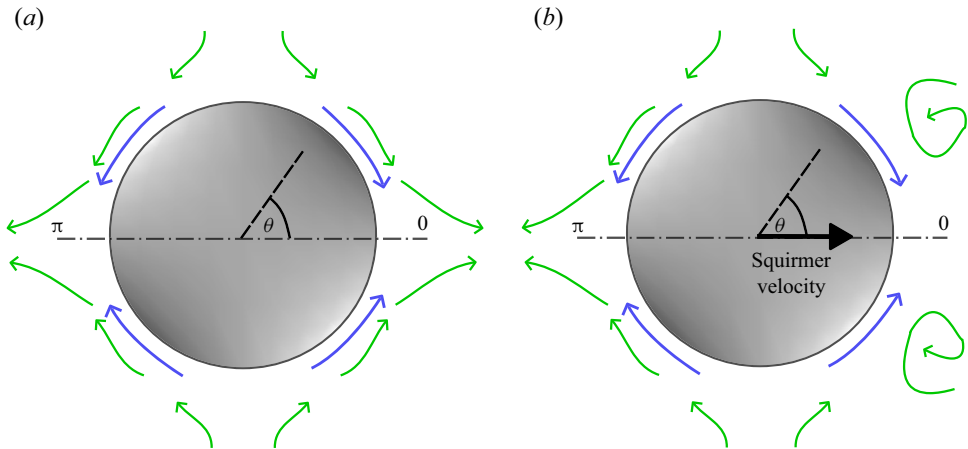 (a)
(b)
π
θ
0
π
θ
0
Squirmer
velocity